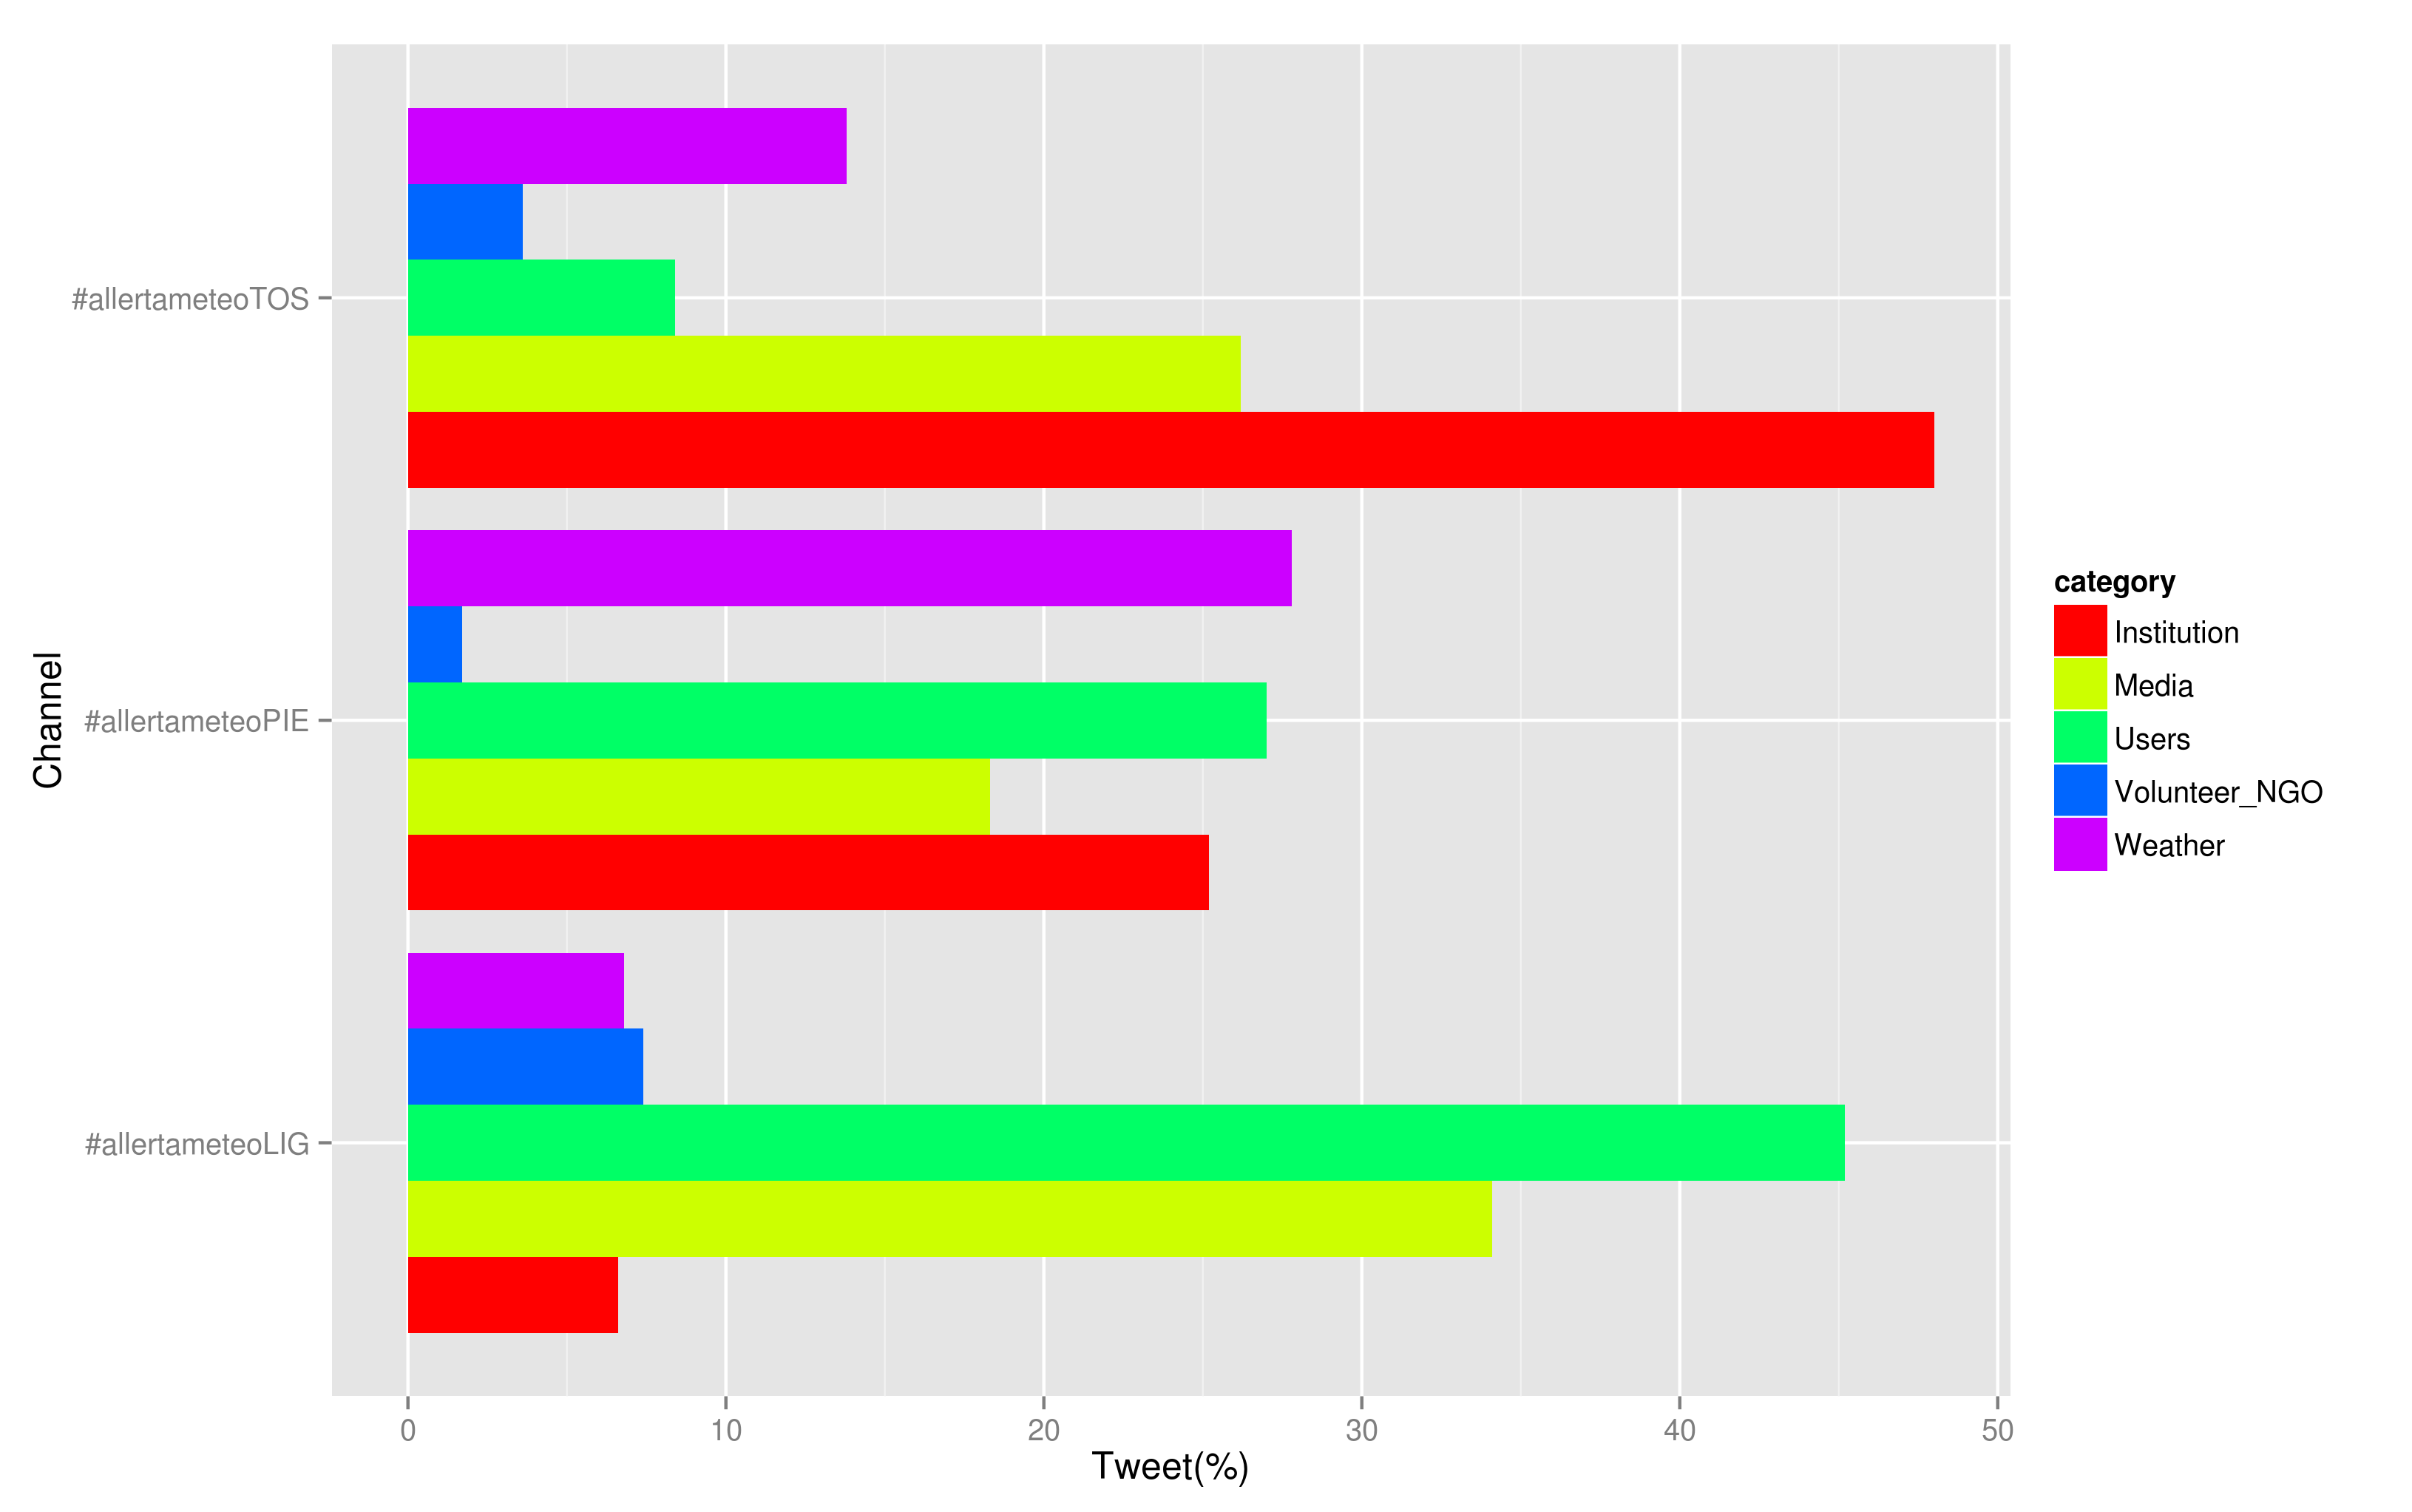 #allertameteoTOS
#allertameteoPIE
#allertameteoLIG
Channel
0 10 20 30 40 50
Tweet(%)
category
Institution
Media
Users
Volunteer_NGO
Weather